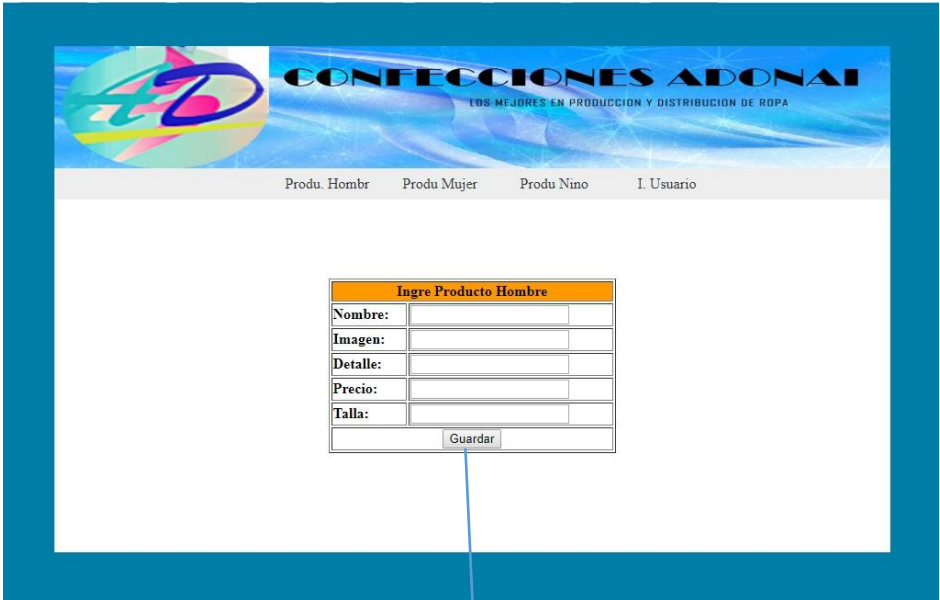 AD
CONFECCIONES ADONAI
LOS MEJORES EN PRODUCCION Y DISTRIBUCION DE ROPA
Produ. Hombr Produ Mujer Produ Nino I. Usuario
Ingre Producto Hombre
Nombre:
Imagen:
Detalle:
Precio:
Talla:
Guardar